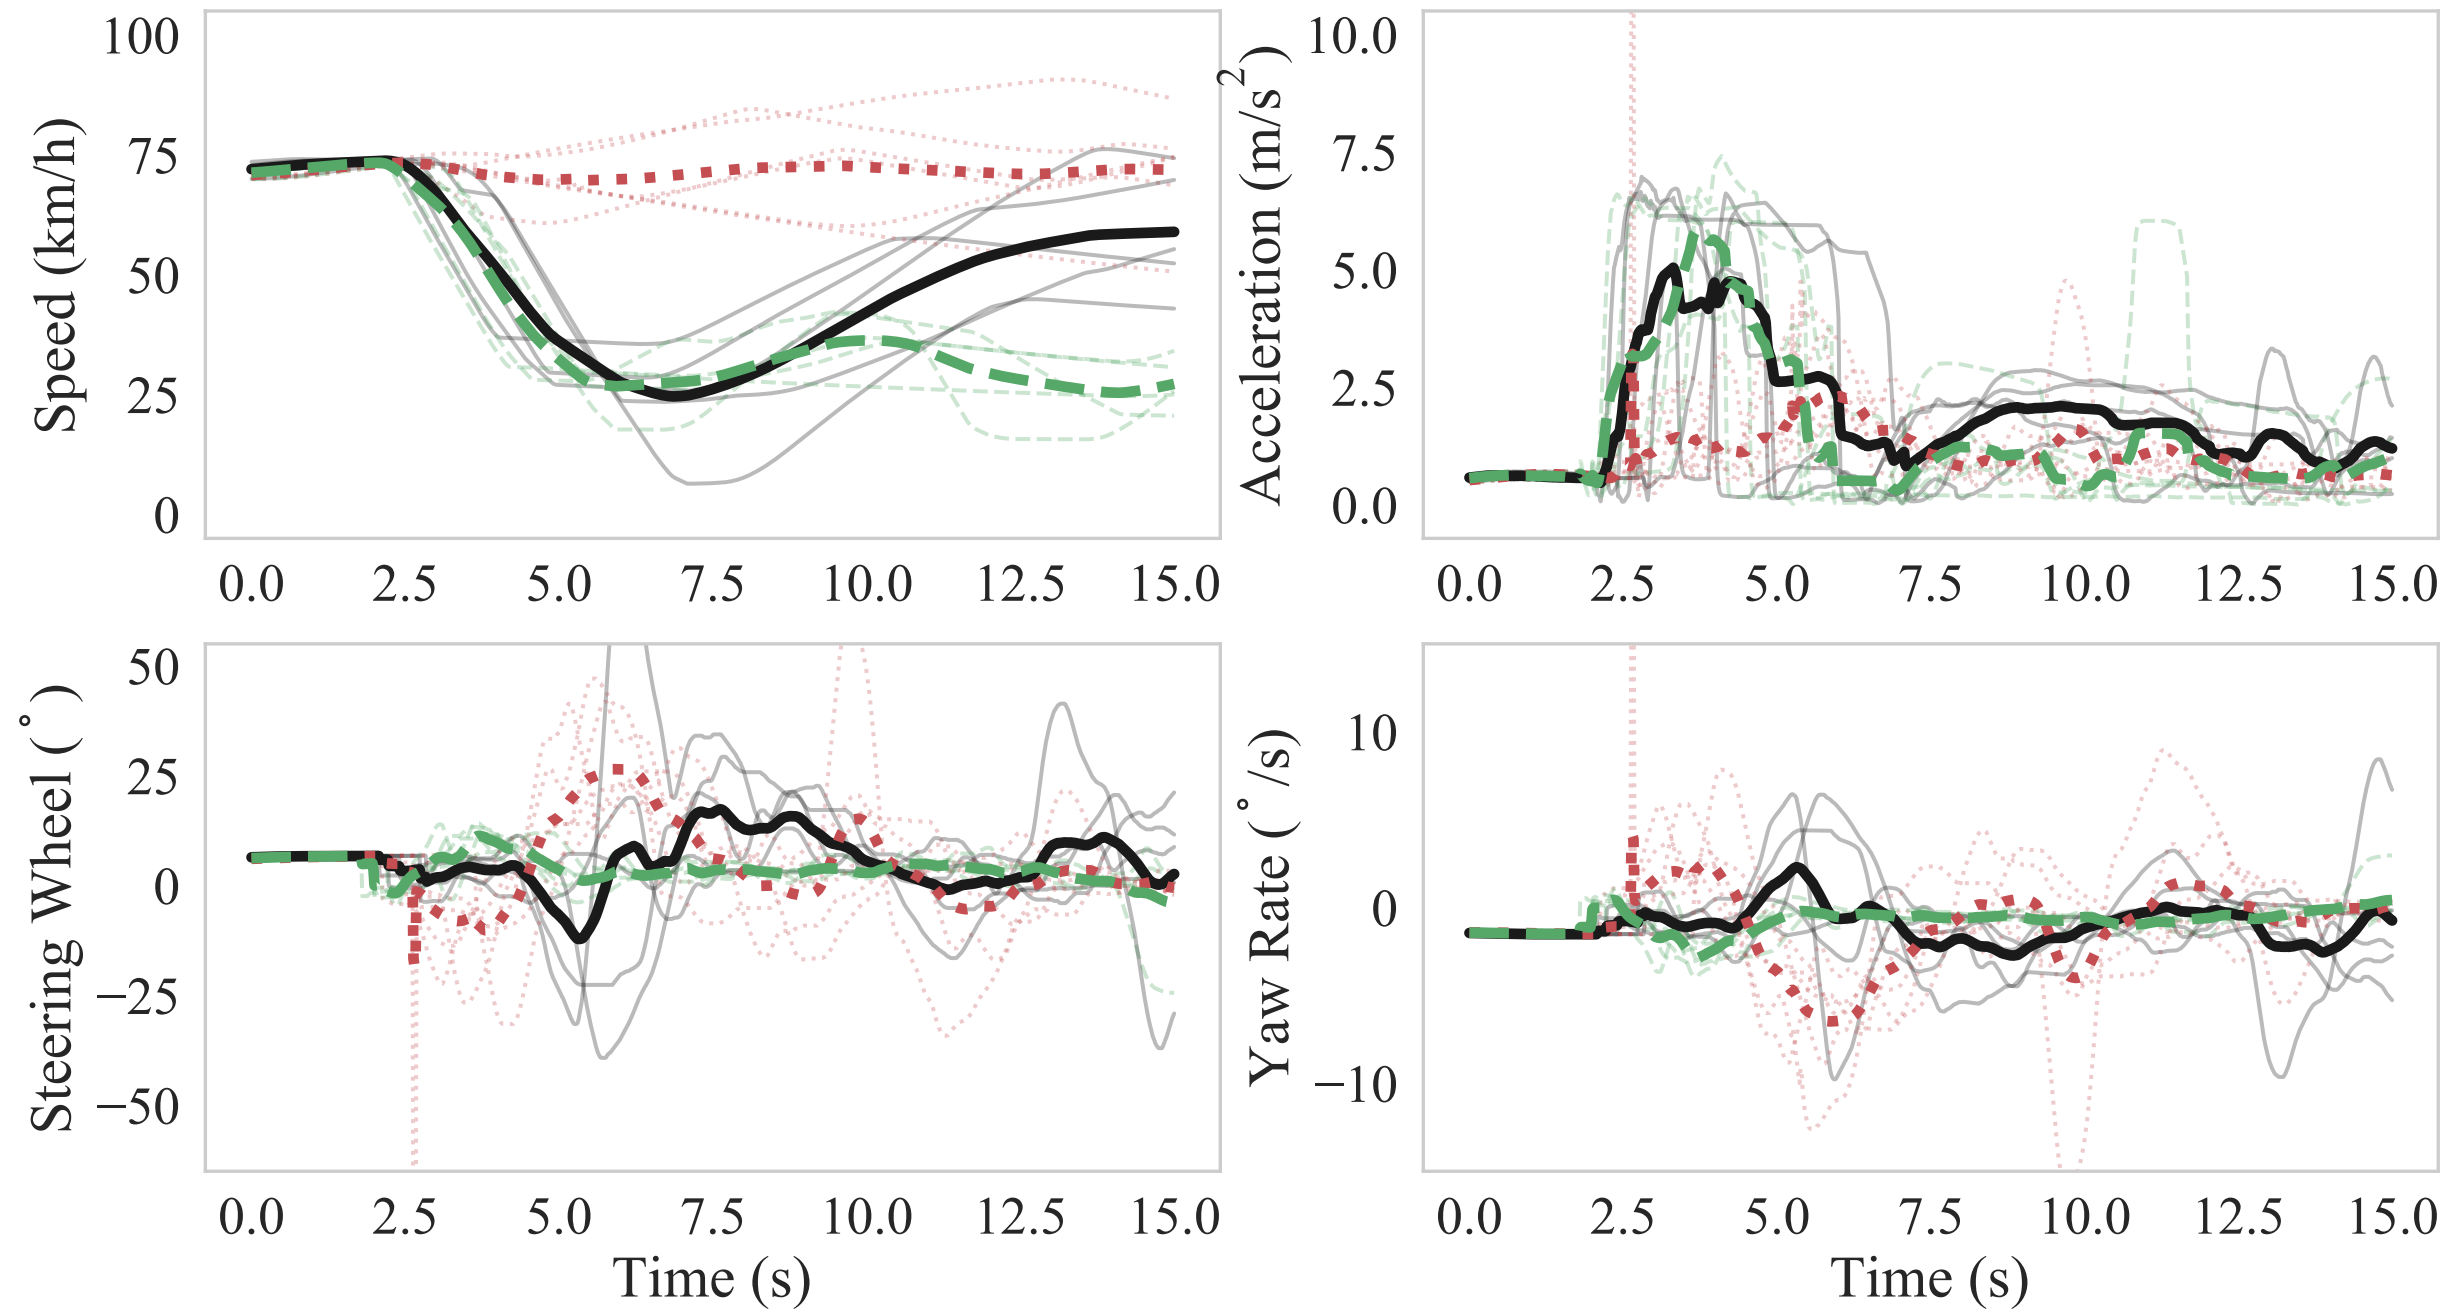 Speed (km/h)
100
75
50
25
0
0.0 2.5 5.0 7.5 10.0 12.5 15.0
Acceleration (m/s²)
10.0
7.5
5.0
2.5
0.0
0.0 2.5 5.0 7.5 10.0 12.5 15.0
Steering Wheel (°)
50
25
0
−25
−50
0.0 2.5 5.0 7.5 10.0 12.5 15.0
Time (s)
Yaw Rate (°/s)
10
0
−10
0.0 2.5 5.0 7.5 10.0 12.5 15.0
Time (s)